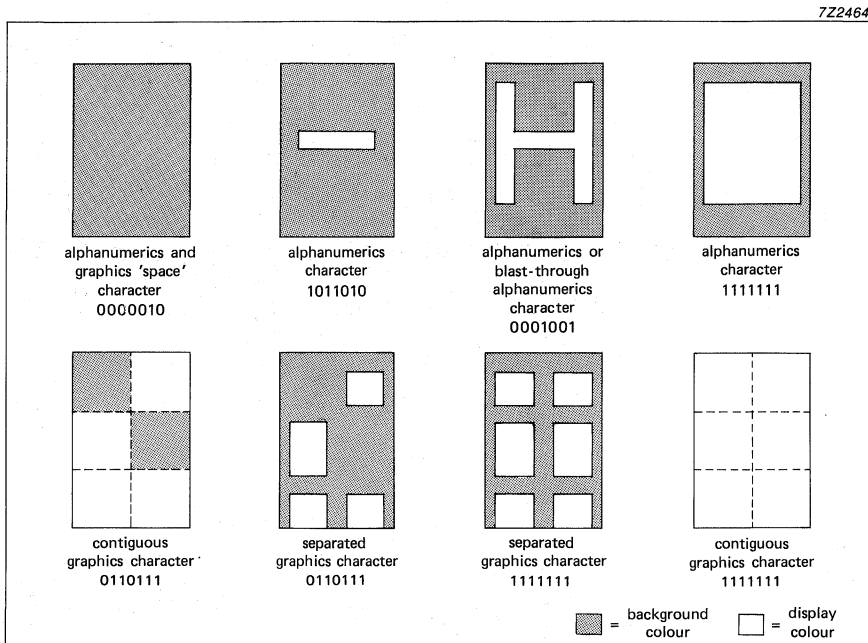 7Z2464
alphanumerics and
graphics 'space'
character
0000010
alphanumerics
character
1011010
alphanumerics or
blast-through
alphanumerics
character
0001001
alphanumerics
character
1111111
contiguous
graphics character
0110111
separated
graphics character
0110111
separated
graphics character
1111111
contiguous
graphics character
1111111
= background
colour
= display
colour